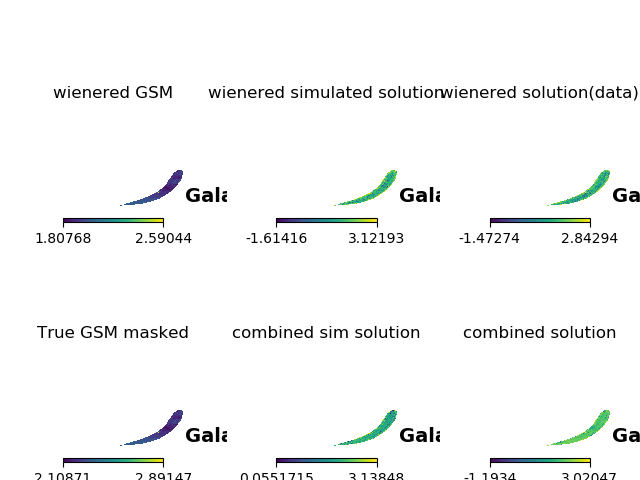 wienered GSM wienered simulated solution wienered solution(data)
Gala Gala Ga
1.80768 2.59044 -1.61416 3.12193 -1.47274 2.84294
True GSM masked combined sim solution combined solution
Gala Gala Ga
2.10871 2.89147 0.0551715 3.13848 -1.1934 3.02047